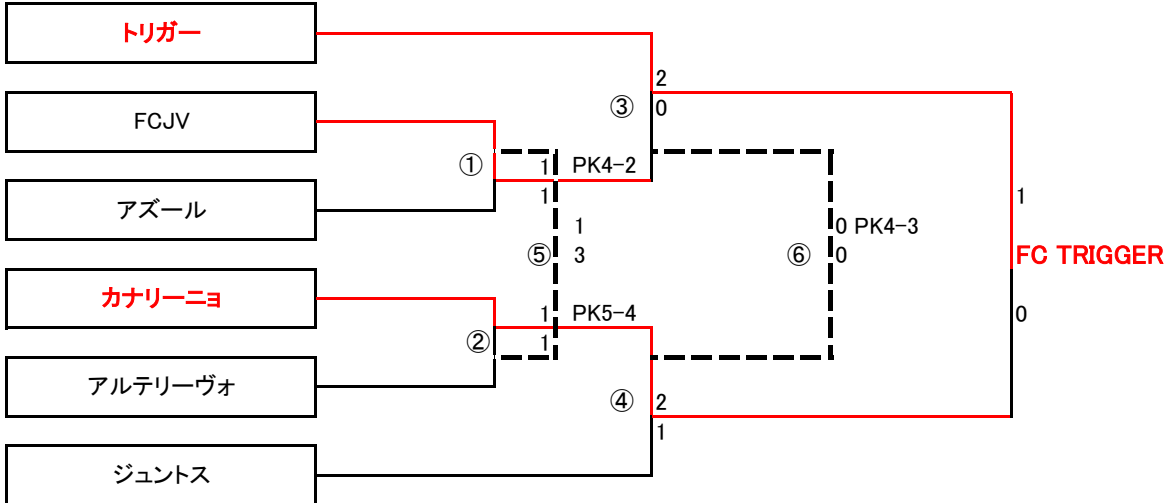 トリガー
2
③
0
FCJV
①
1 PK4-2
1
アズール
1
⑤
3
0 PK4-3
⑥
0
1
FC TRIGGER
0
カナリーニョ
1 PK5-4
②
1
アルテリーヴォ
④
2
1
ジュントス